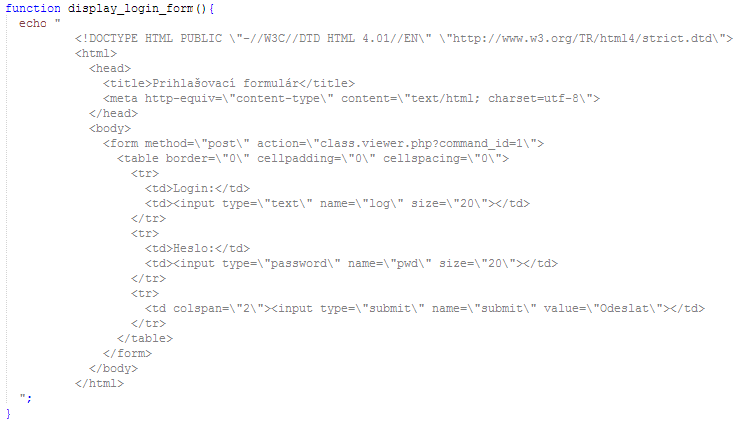 function display_login_form(){
  echo "
          <!DOCTYPE HTML PUBLIC \"-//W3C//DTD HTML 4.01//EN\" \"http://www.w3.org/TR/html4/strict.dtd\">
          <html>
            <head>
              <title>Prihlašovací formulár</title>
              <meta http-equiv=\"content-type\" content=\"text/html; charset=utf-8\">
            </head>
            <body>
              <form method=\"post\" action=\"class.viewer.php?command_id=1\">
                <table border=\"0\" cellpadding=\"0\" cellspacing=\"0\">
                  <tr>
                    <td>Login:</td>
                    <td><input type=\"text\" name=\"log\" size=\"20\"></td>
                  </tr>
                  <tr>
                    <td>Heslo:</td>
                    <td><input type=\"password\" name=\"pwd\" size=\"20\"></td>
                  </tr>
                  <tr>
                    <td colspan=\"2\"><input type=\"submit\" name=\"submit\" value=\"Odeslat\"></td>
                  </tr>
                </table>
              </form>
            </body>
          </html>
  ";
}